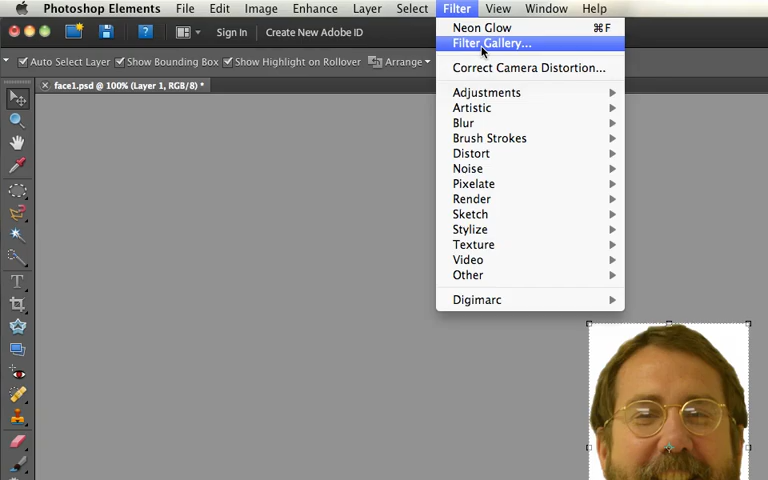 Photoshop Elements File Edit Image Enhance Layer Select Filter View Window Help
Sign In Create New Adobe ID
Auto Select Layer Show Bounding Box Show Highlight on Rollover Arrange
face1.psd @ 100% (Layer 1, RGB/8) *
Neon Glow ⌘F
Filter Gallery...
Correct Camera Distortion...
Adjustments
Artistic
Blur
Brush Strokes
Distort
Noise
Pixelate
Render
Sketch
Stylize
Texture
Video
Other
Digimarc